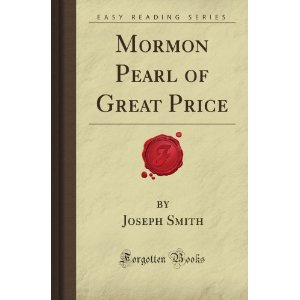 EASY READING SERIES
MORMON
PEARL OF
GREAT PRICE
F
by
JOSEPH SMITH
Forgotten Books